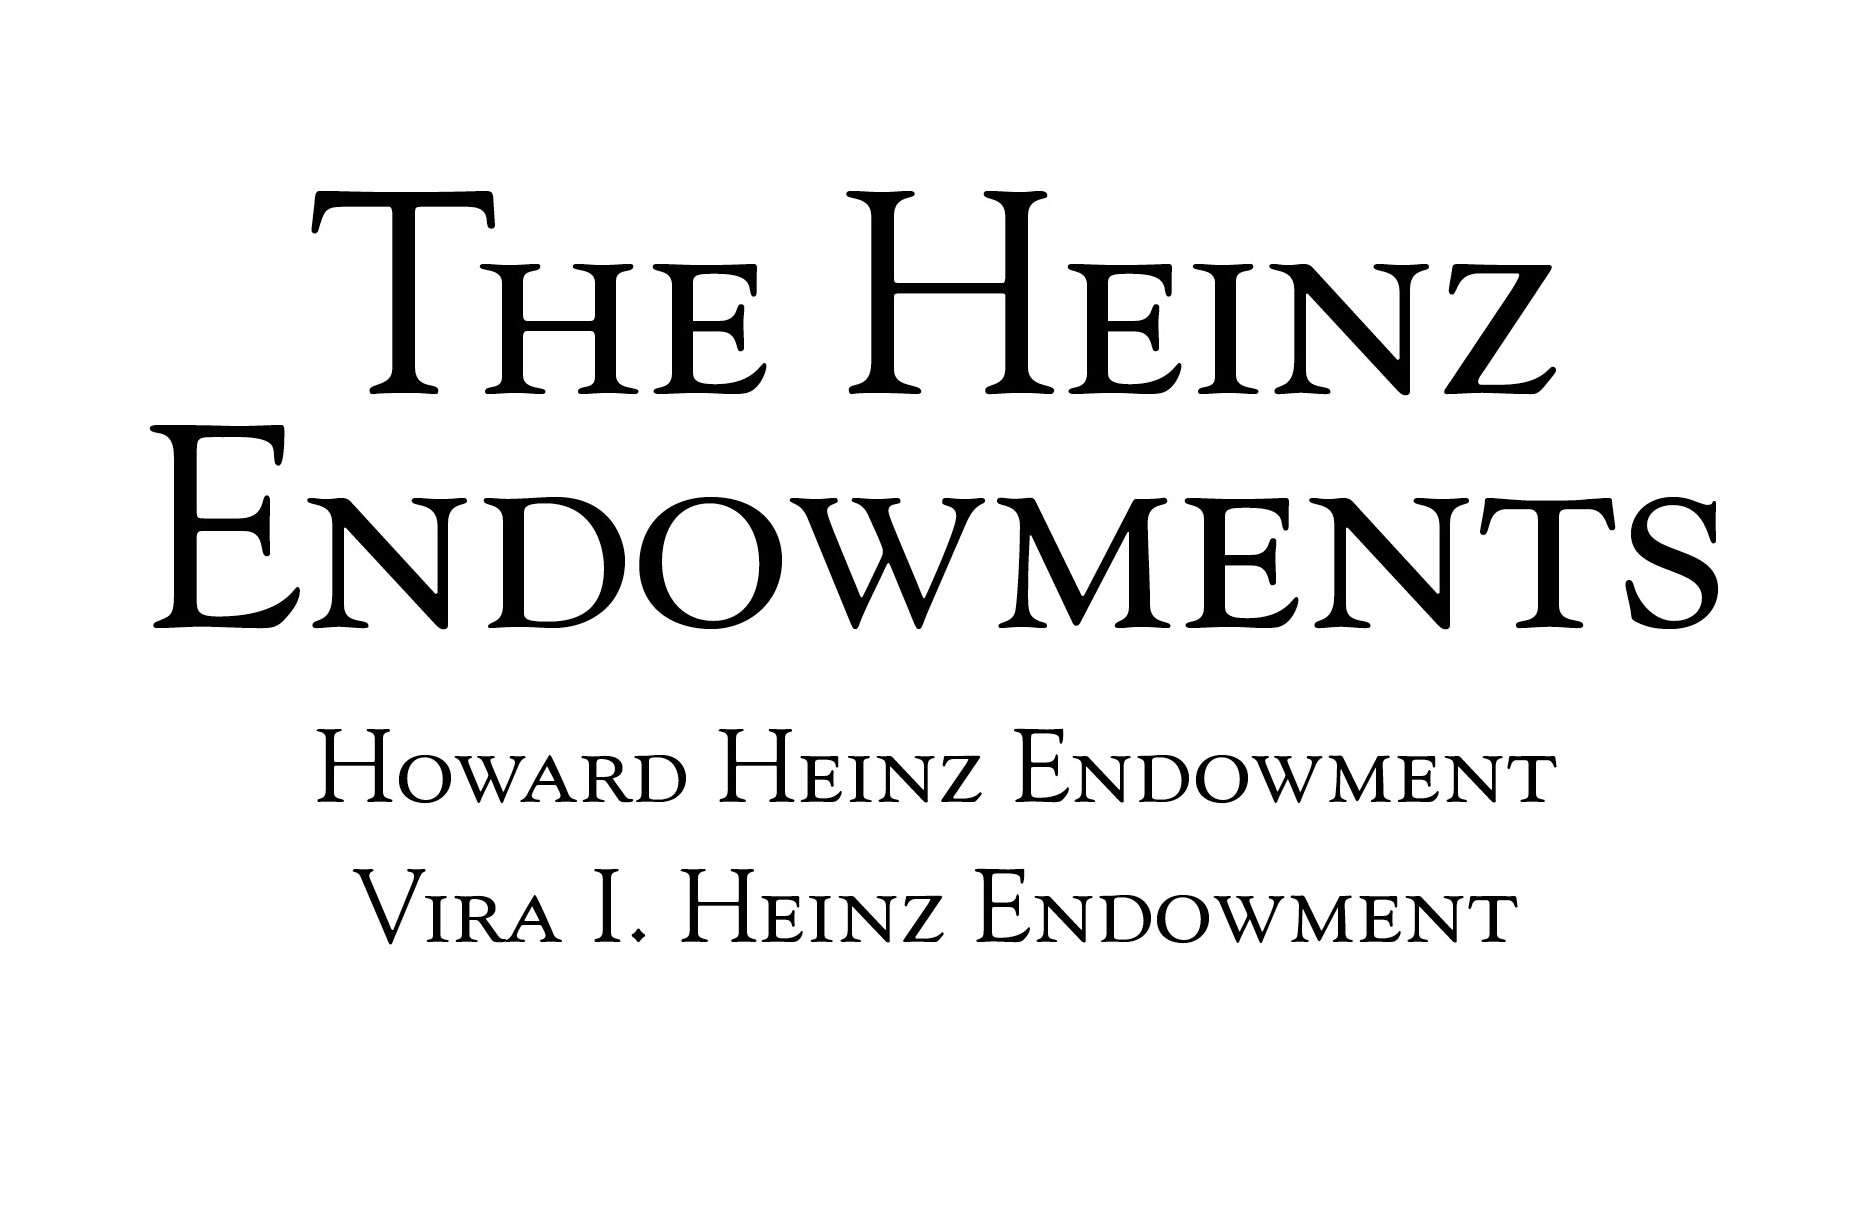 The Heinz
Endowments
Howard Heinz Endowment
Vira I. Heinz Endowment